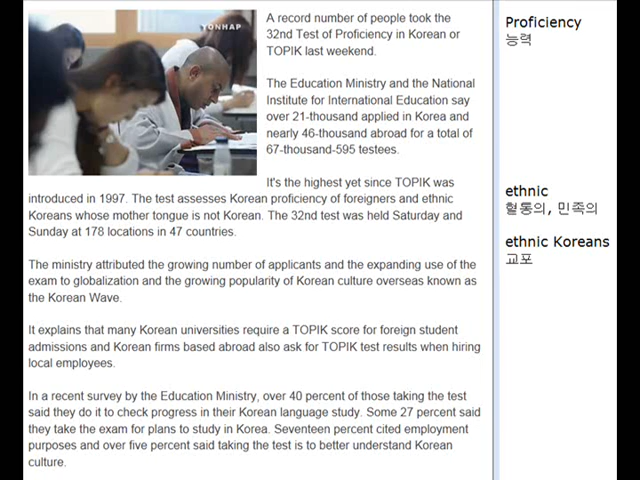 YONHAP
A record number of people took the
32nd Test of Proficiency in Korean or
TOPIK last weekend.
The Education Ministry and the National
Institute for International Education say
over 21-thousand applied in Korea and
nearly 46-thousand abroad for a total of
67-thousand-595 testees.
It's the highest yet since TOPIK was
introduced in 1997. The test assesses Korean proficiency of foreigners and ethnic
Koreans whose mother tongue is not Korean. The 32nd test was held Saturday and
Sunday at 178 locations in 47 countries.
The ministry attributed the growing number of applicants and the expanding use of the
exam to globalization and the growing popularity of Korean culture overseas known as
the Korean Wave.
It explains that many Korean universities require a TOPIK score for foreign student
admissions and Korean firms based abroad also ask for TOPIK test results when hiring
local employees.
In a recent survey by the Education Ministry, over 40 percent of those taking the test
said they do it to check progress in their Korean language study. Some 27 percent said
they take the exam for plans to study in Korea. Seventeen percent cited employment
purposes and over five percent said taking the test is to better understand Korean
culture.
Proficiency
능력
ethnic
혈통의, 민족의
ethnic Koreans
교포